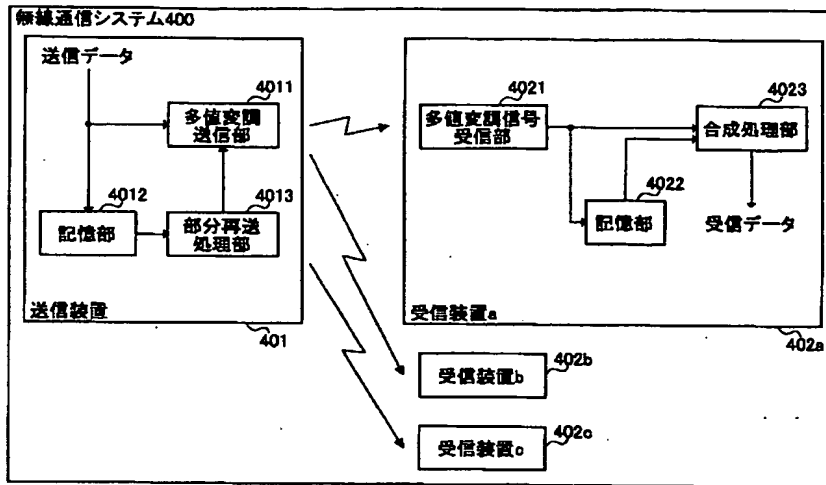 無線通信システム400
送信データ
4011
多値変調
送信部
4012
記憶部
4013
部分再送
処理部
送信装置
401
4021
多値変調信号
受信部
4022
記憶部
4023
合成処理部
受信データ
受信装置a
402a
受信装置b
402b
受信装置c
402c